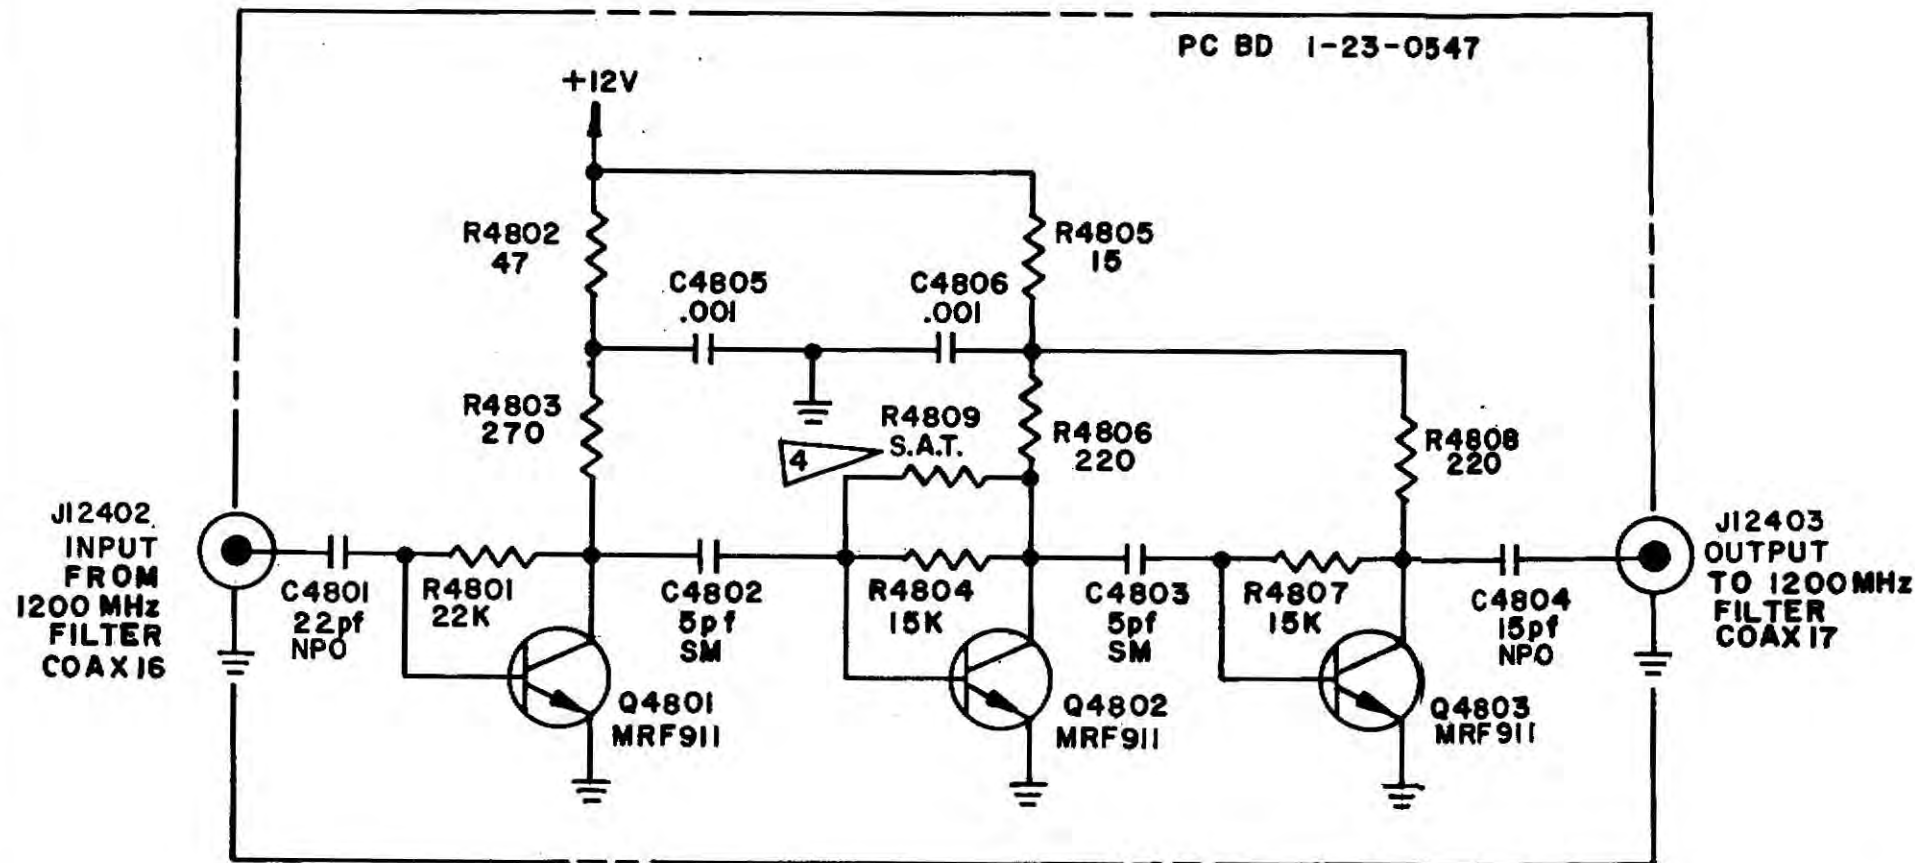 PC BD 1-23-0547
+12V
R4802
47
R4805
15
C4805
.001
C4806
.001
R4803
270
R4809
S.A.T.
4
R4806
220
R4808
220
J12402
INPUT
FROM
1200 MHz
FILTER
COAX 16
C4801
22pf
NPO
R4801
22K
C4802
5pf
SM
R4804
15K
C4803
5pf
SM
R4807
15K
C4804
15pf
NPO
J12403
OUTPUT
TO 1200 MHz
FILTER
COAX 17
Q4801
MRF911
Q4802
MRF911
Q4803
MRF911